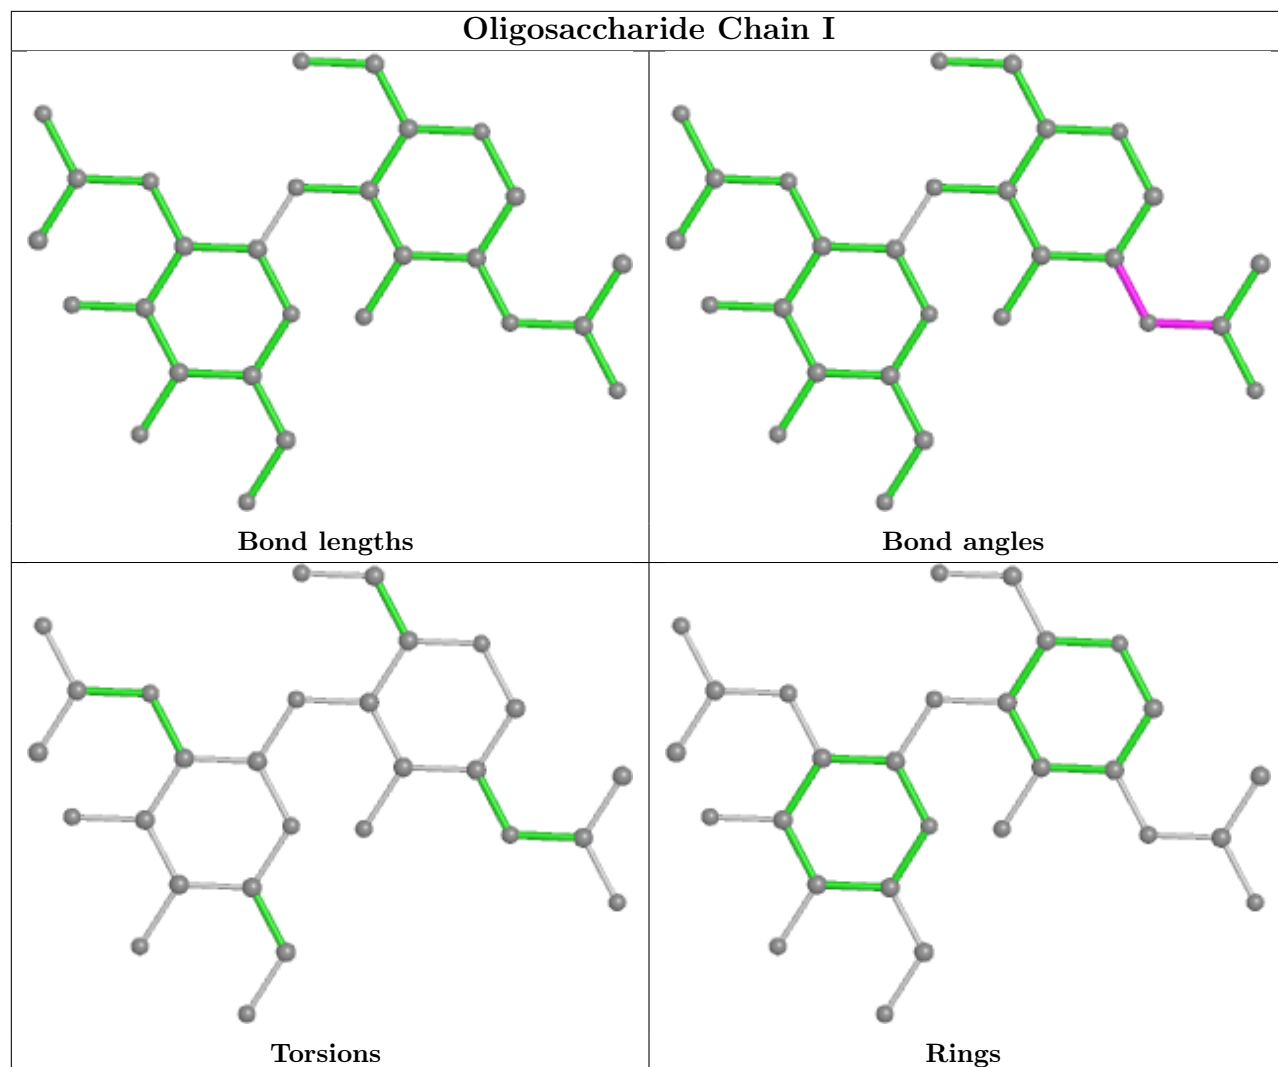 Oligosaccharide Chain I
Bond lengths
Bond angles
Torsions
Rings